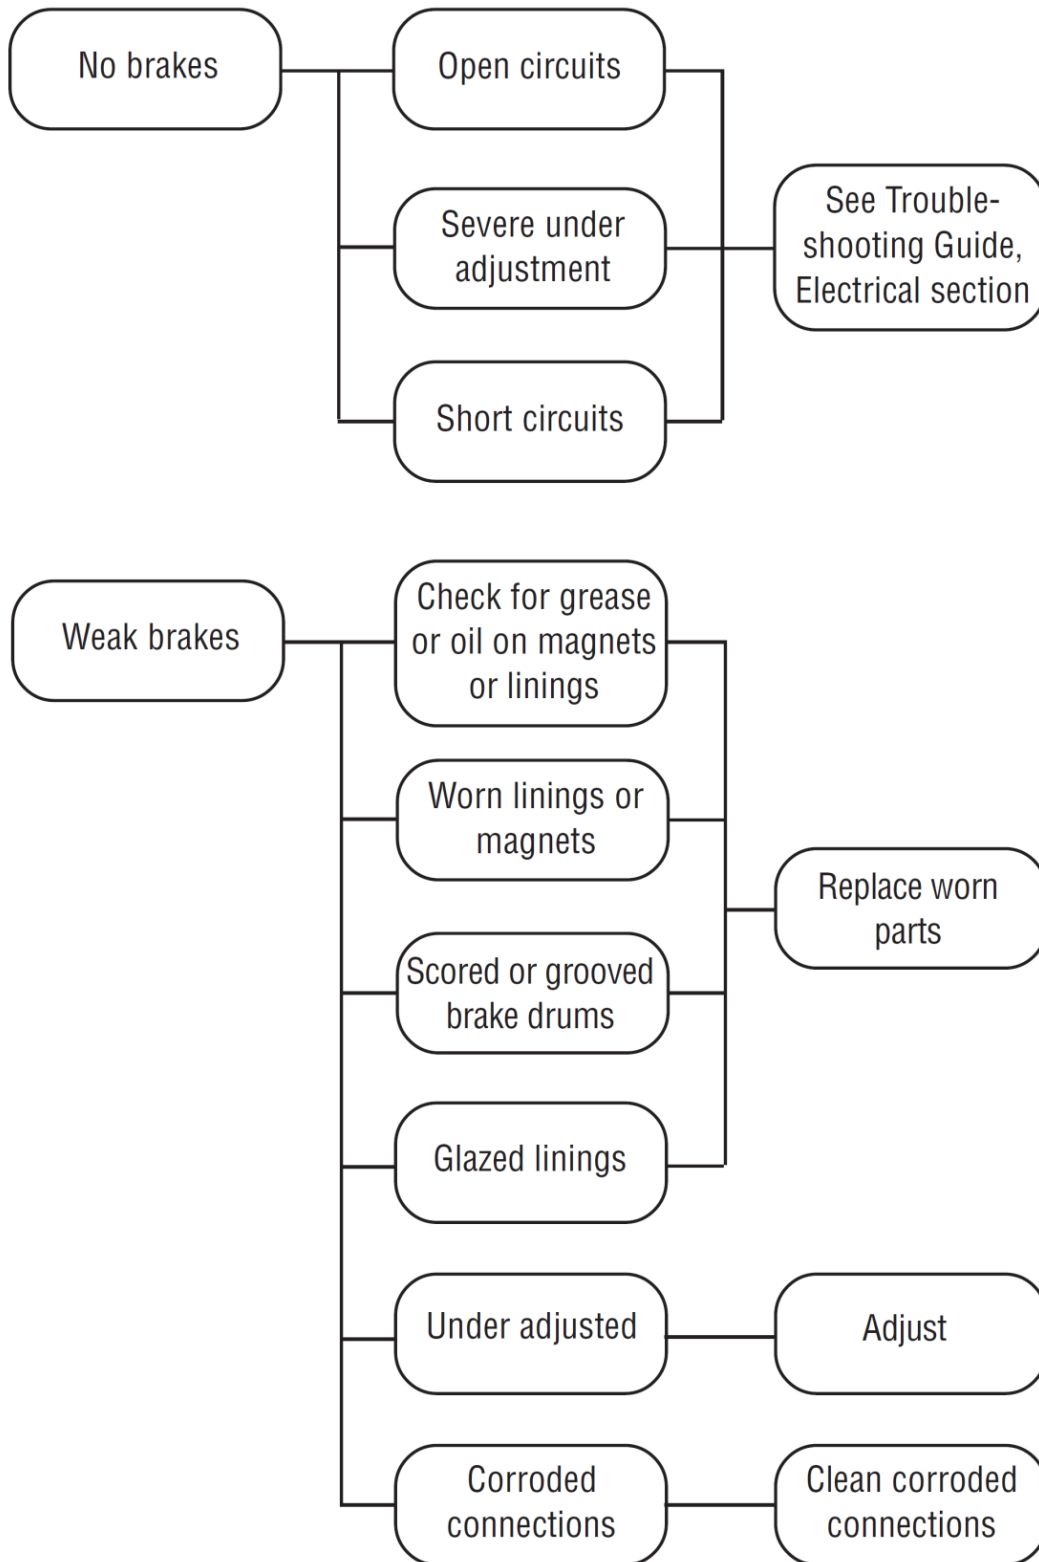 No brakes
Open circuits
Severe under
adjustment
Short circuits
See Trouble-
shooting Guide,
Electrical section
Weak brakes
Check for grease
or oil on magnets
or linings
Worn linings or
magnets
Scored or grooved
brake drums
Glazed linings
Replace worn
parts
Under adjusted
Adjust
Corroded
connections
Clean corroded
connections